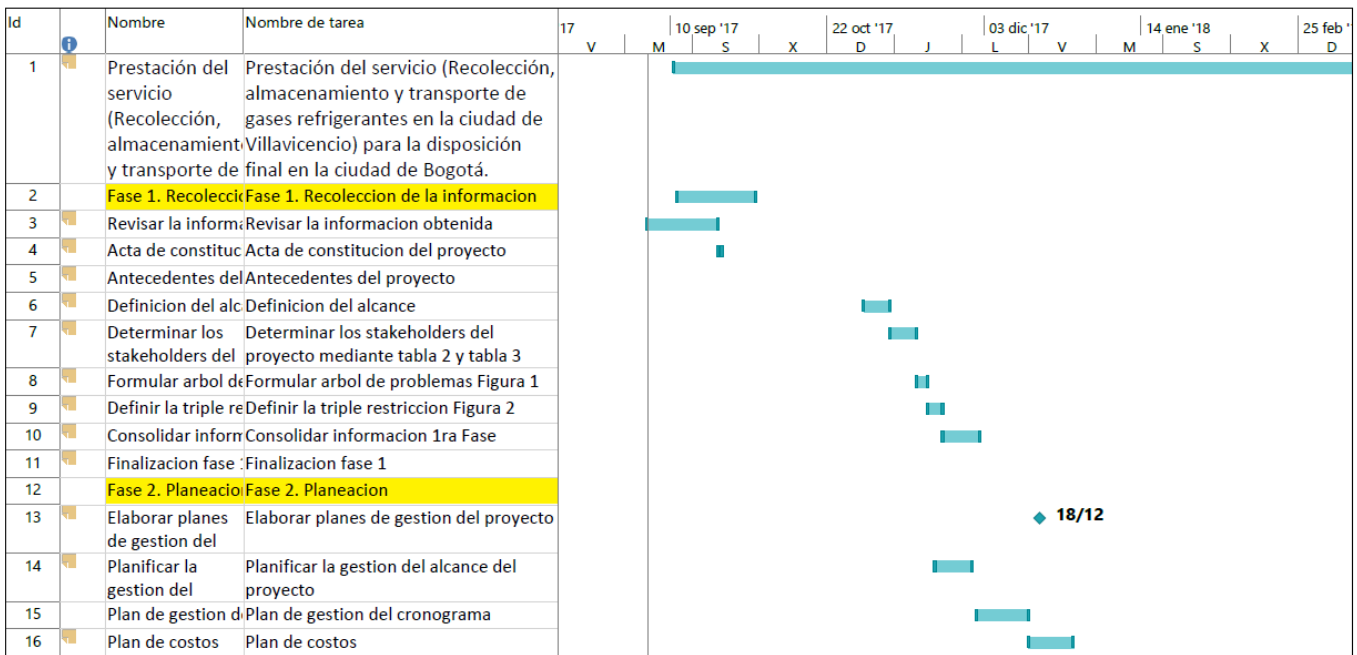 Id Nombre Nombre de tarea 17 10 sep '17 22 oct '17 03 dic '17 14 ene '18 25 feb '
V M S X D J L V M S X D
1 Prestación del Prestación del servicio (Recolección,
servicio almacenamiento y transporte de
(Recolección, gases refrigerantes en la ciudad de
almacenamient Villavicencio) para la disposición
y transporte de final en la ciudad de Bogotá.
2 Fase 1. Recolecci Fase 1. Recoleccion de la informacion
3 Revisar la inform Revisar la informacion obtenida
4 Acta de constituc Acta de constitucion del proyecto
5 Antecedentes del Antecedentes del proyecto
6 Definicion del alc Definicion del alcance
7 Determinar los Determinar los stakeholders del
stakeholders del proyecto mediante tabla 2 y tabla 3
8 Formular arbol de Formular arbol de problemas Figura 1
9 Definir la triple re Definir la triple restriccion Figura 2
10 Consolidar inform Consolidar informacion 1ra Fase
11 Finalizacion fase Finalizacion fase 1
12 Fase 2. Planeacio Fase 2. Planeacion
13 Elaborar planes Elaborar planes de gestion del proyecto 18/12
de gestion del
14 Planificar la Planificar la gestion del alcance del
gestion del proyecto
15 Plan de gestion d Plan de gestion del cronograma
16 Plan de costos Plan de costos